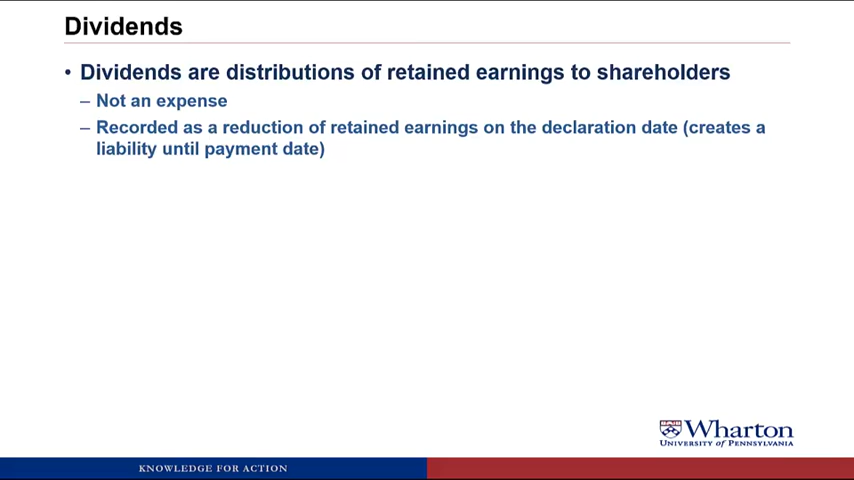 Dividends
• Dividends are distributions of retained earnings to shareholders
– Not an expense
– Recorded as a reduction of retained earnings on the declaration date (creates a
liability until payment date)
Wharton
UNIVERSITY of PENNSYLVANIA
KNOWLEDGE FOR ACTION